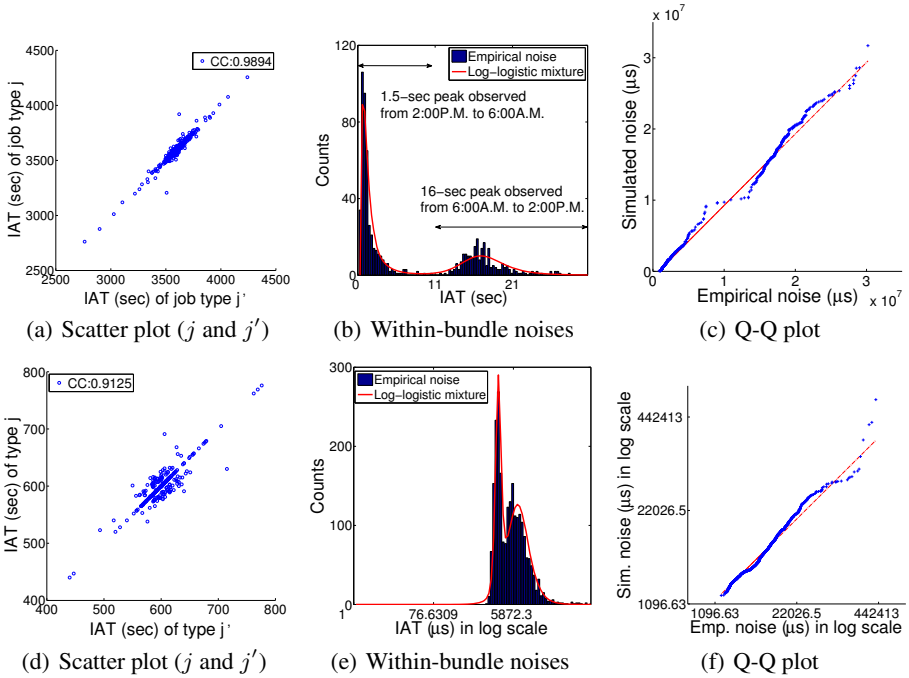 4500
4000
3500
3000
2500
2500 3000 3500 4000 4500
CC:0.9894
IAT (sec) of job type j
IAT (sec) of job type j'
(a) Scatter plot (j and j′)
120
80
40
0
0 11 21
Empirical noise
Log-logistic mixture
1.5-sec peak observed
from 2:00P.M. to 6:00A.M.
16-sec peak observed
from 6:00A.M. to 2:00P.M.
Counts
IAT (sec)
(b) Within-bundle noises
x 10^7
3
2
1
0
0 1 2 3
x 10^7
Simulated noise (μs)
Empirical noise (μs)
(c) Q-Q plot
800
700
600
500
400
400 500 600 700 800
CC:0.9125
IAT (sec) of type j
IAT (sec) of type j'
(d) Scatter plot (j and j′)
300
200
100
0
1 76.6309 5872.3
Empirical noise
Log-logistic mixture
Counts
IAT (μs) in log scale
(e) Within-bundle noises
442413
22026.5
1096.63
1096.63 22026.5 442413
Sim. noise (μs) in log scale
Emp. noise (μs) in log scale
(f) Q-Q plot